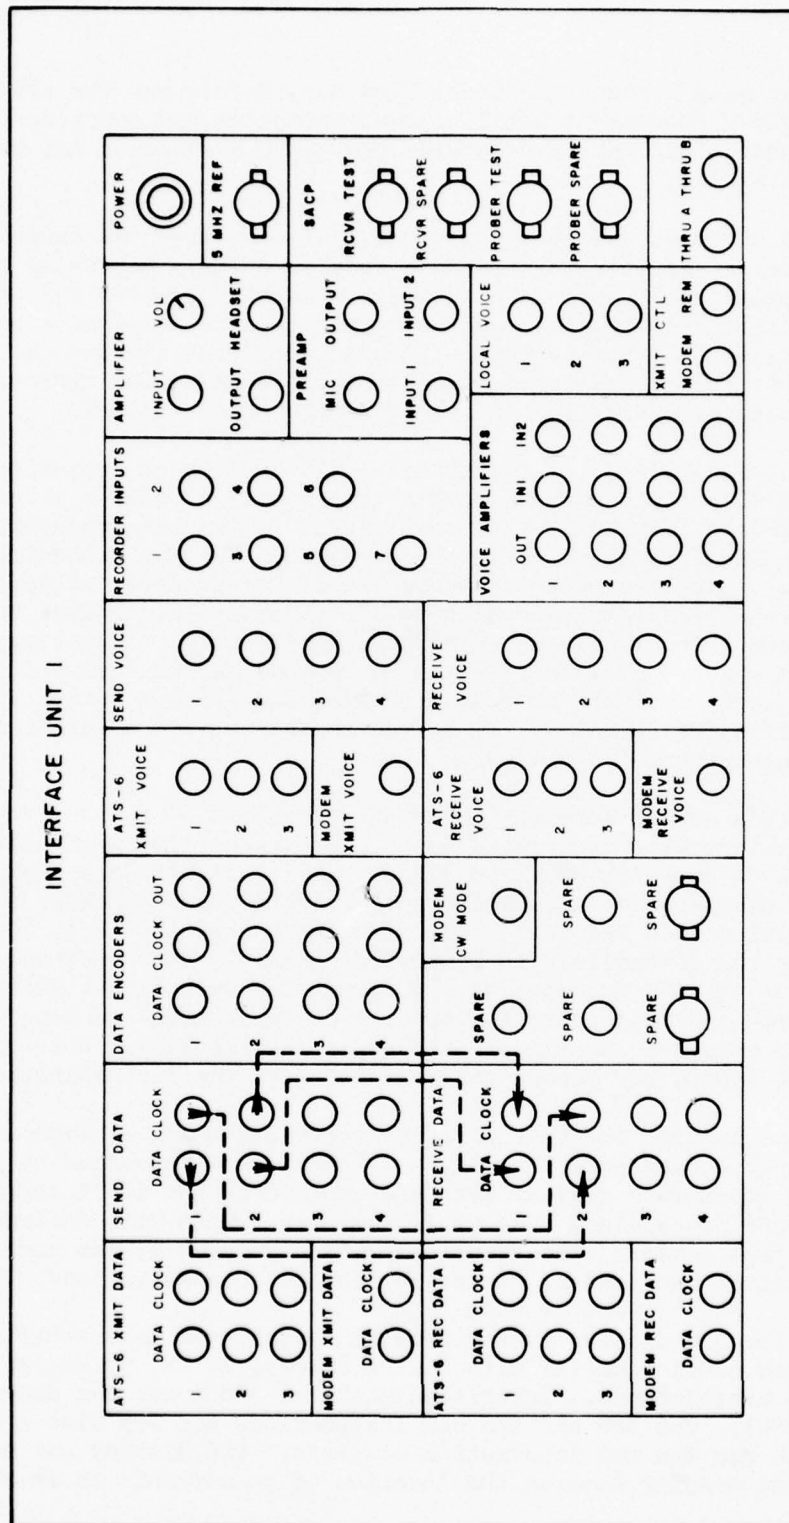 INTERFACE UNIT 1
ATS-6 XMIT DATA
DATA CLOCK
1
2
3
MODEM XMIT DATA
DATA CLOCK
SEND DATA
DATA CLOCK
1
2
3
4
DATA ENCODERS
DATA CLOCK OUT
1
2
3
4
ATS-6
XMIT VOICE
1
2
3
MODEM
XMIT VOICE
SEND VOICE
1
2
3
4
RECORDER INPUTS
1 2
3 4
5 6
7
AMPLIFIER
INPUT VOL
OUTPUT HEADSET
PREAMP
MIC OUTPUT
INPUT 1 INPUT 2
POWER
5 MHZ REF
SACP
RCVR TEST
RCVR SPARE
PROBER TEST
PROBER SPARE
ATS-6 REC DATA
DATA CLOCK
1
2
3
MODEM REC DATA
DATA CLOCK
RECEIVE DATA
DATA CLOCK
1
2
3
4
SPARE
SPARE
SPARE
MODEM
CW MODE
SPARE
SPARE
ATS-6
RECEIVE
VOICE
1
2
3
MODEM
RECEIVE
VOICE
RECEIVE
VOICE
1
2
3
4
VOICE AMPLIFIERS
OUT IN1 IN2
1
2
3
4
LOCAL VOICE
1
2
3
XMIT CTL
MODEM REM
THRU A THRU B